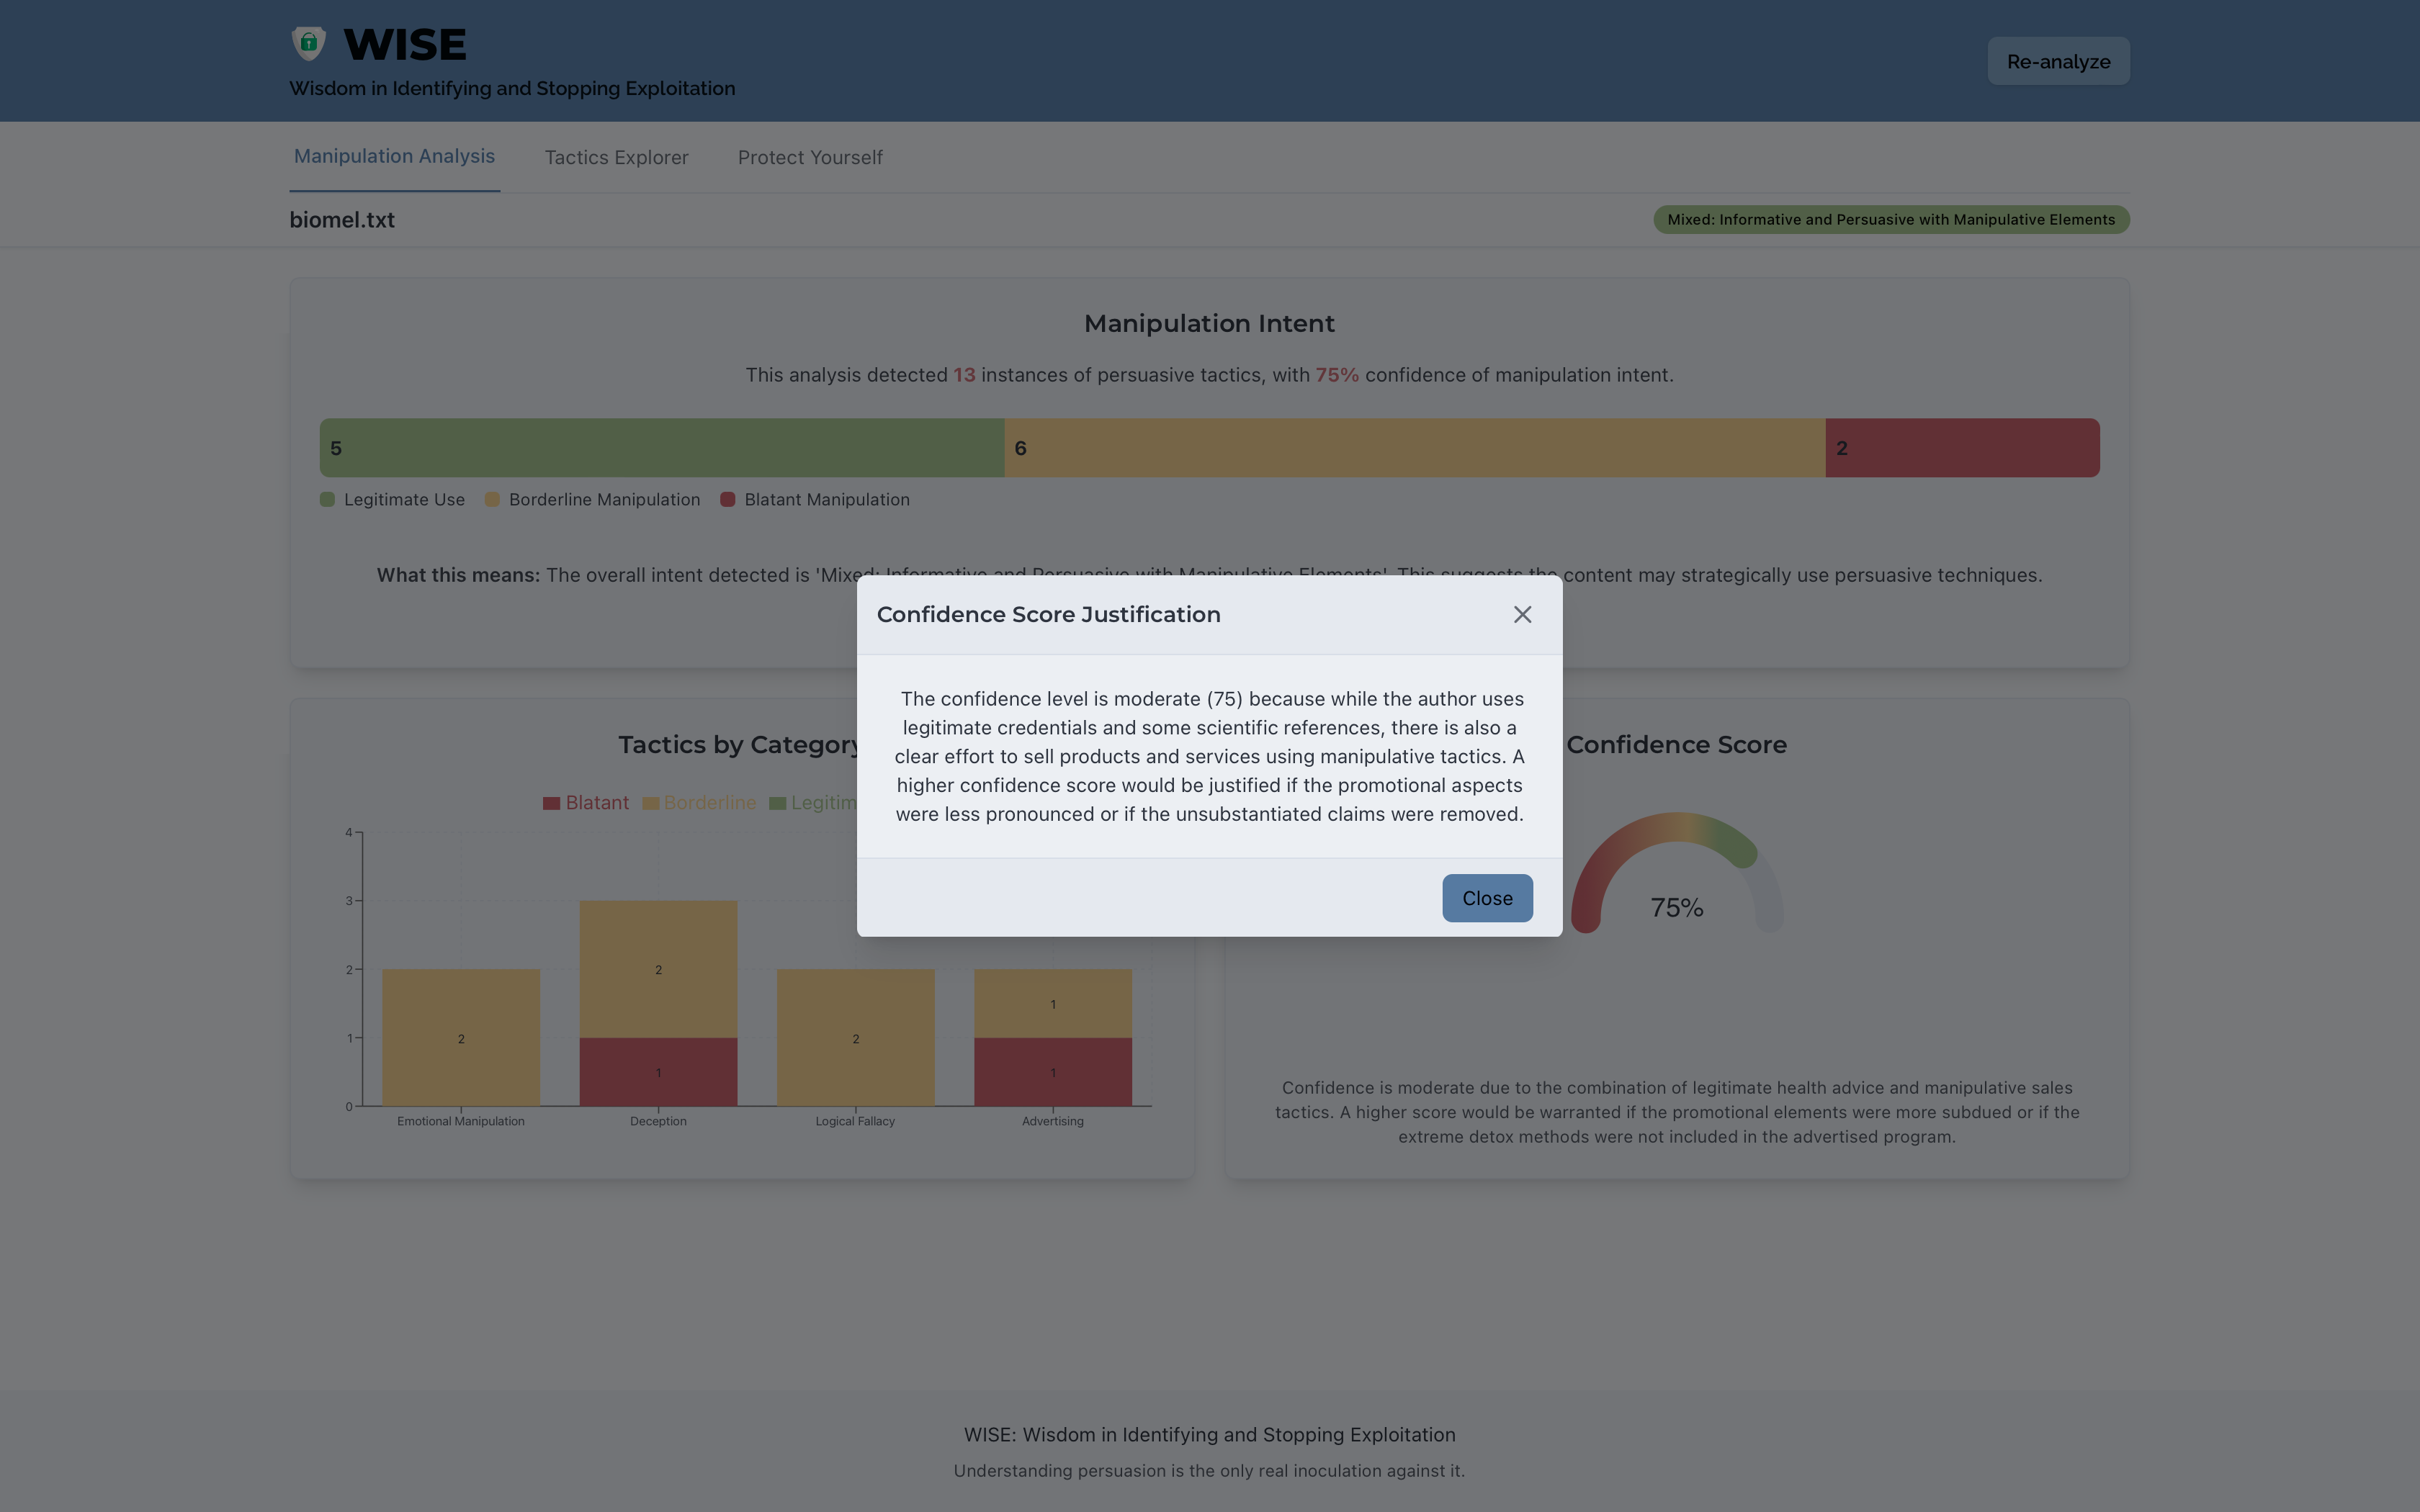 WISE
Wisdom in Identifying and Stopping Exploitation
Re-analyze
Manipulation Analysis
Tactics Explorer
Protect Yourself
biomel.txt
Mixed: Informative and Persuasive with Manipulative Elements
Manipulation Intent
This analysis detected 13 instances of persuasive tactics, with 75% confidence of manipulation intent.
5
6
2
Legitimate Use
Borderline Manipulation
Blatant Manipulation
What this means: The overall intent detected is 'Mixed: Informative and Persuasive with Manipulative Elements'. This suggests the content may strategically use persuasive techniques.
Confidence Score Justification
The confidence level is moderate (75) because while the author uses
legitimate credentials and some scientific references, there is also a
clear effort to sell products and services using manipulative tactics. A
higher confidence score would be justified if the promotional aspects
were less pronounced or if the unsubstantiated claims were removed.
Close
Tactics by Category
Blatant
Borderline
Legitim
4
3
2
1
0
2
2
1
2
1
1
Emotional Manipulation
Deception
Logical Fallacy
Advertising
Confidence Score
75%
Confidence is moderate due to the combination of legitimate health advice and manipulative sales
tactics. A higher score would be warranted if the promotional elements were more subdued or if the
extreme detox methods were not included in the advertised program.
WISE: Wisdom in Identifying and Stopping Exploitation
Understanding persuasion is the only real inoculation against it.